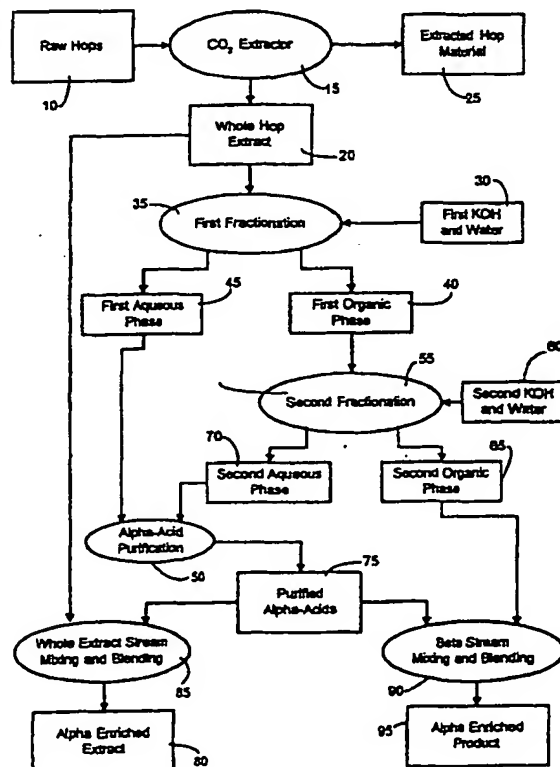 Raw Hops
10
CO2 Extractor
15
Extracted Hop
Material
25
Whole Hop
Extract
20
35
First Fractionation
30
First KOH
and Water
45
First Aqueous
Phase
40
First Organic
Phase
55
Second Fractionation
60
Second KOH
and Water
70
Second Aqueous
Phase
65
Second Organic
Phase
Alpha-Acid
Purification
50
75
Purified
Alpha-Acids
Whole Extract Stream
Mixing and Blending
85
Beta Stream
Mixing and Blending
90
Alpha Enriched
Extract
80
95
Alpha Enriched
Product